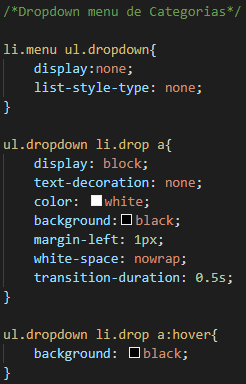 /*Dropdown menu de Categorias*/
li.menu ul.dropdown{
display:none;
list-style-type: none;
}
ul.dropdown li.drop a{
display: block;
text-decoration: none;
color: white;
background: black;
margin-left: 1px;
white-space: nowrap;
transition-duration: 0.5s;
}
ul.dropdown li.drop a:hover{
background: black;
}